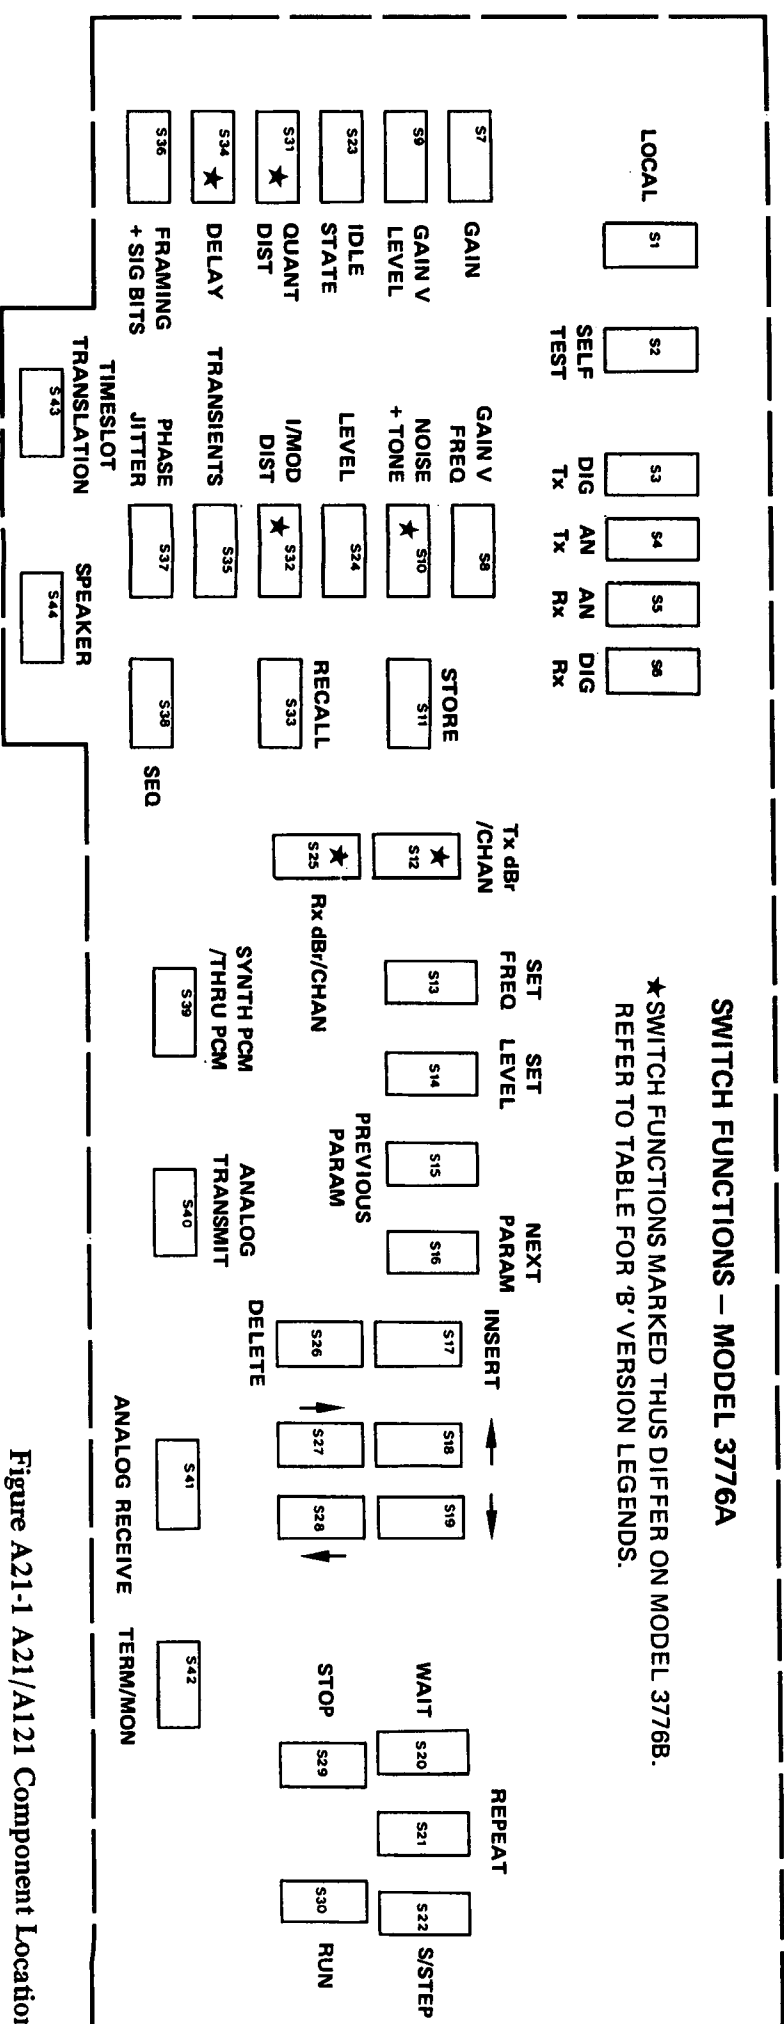 SWITCH FUNCTIONS — MODEL 3776A
★SWITCH FUNCTIONS MARKED THUS DIFFER ON MODEL 3776B.
REFER TO TABLE FOR 'B' VERSION LEGENDS.
LOCAL
S1
S2
SELF
TEST
S3
DIG
Tx
S4
AN
Tx
S5
AN
Rx
S6
DIG
Rx
S7
GAIN
GAIN V
FREQ
S8
S9
GAIN V
LEVEL
NOISE
+ TONE
S10
★
STORE
S11
S23
IDLE
STATE
LEVEL
S24
S31
★
QUANT
DIST
I/MOD
DIST
★
S32
RECALL
S33
S34
★
DELAY
TRANSIENTS
S35
S36
FRAMING
+ SIG BITS
PHASE
JITTER
S37
S38
SEQ
TIMESLOT
TRANSLATION
S43
SPEAKER
S44
Tx dBr
/CHAN
S12
★
S25
★
Rx dBr/CHAN
SET
FREQ
S13
SET
LEVEL
S14
S15
PREVIOUS
PARAM
NEXT
PARAM
S16
INSERT
S17
S26
DELETE
S18
S27
S19
S28
WAIT
S20
REPEAT
S21
S22
S/STEP
STOP
S29
S30
RUN
SYNTH PCM
/THRU PCM
S39
ANALOG
TRANSMIT
S40
S41
ANALOG RECEIVE
S42
TERM/MON
Figure A21-1 A21/A121 Component Location